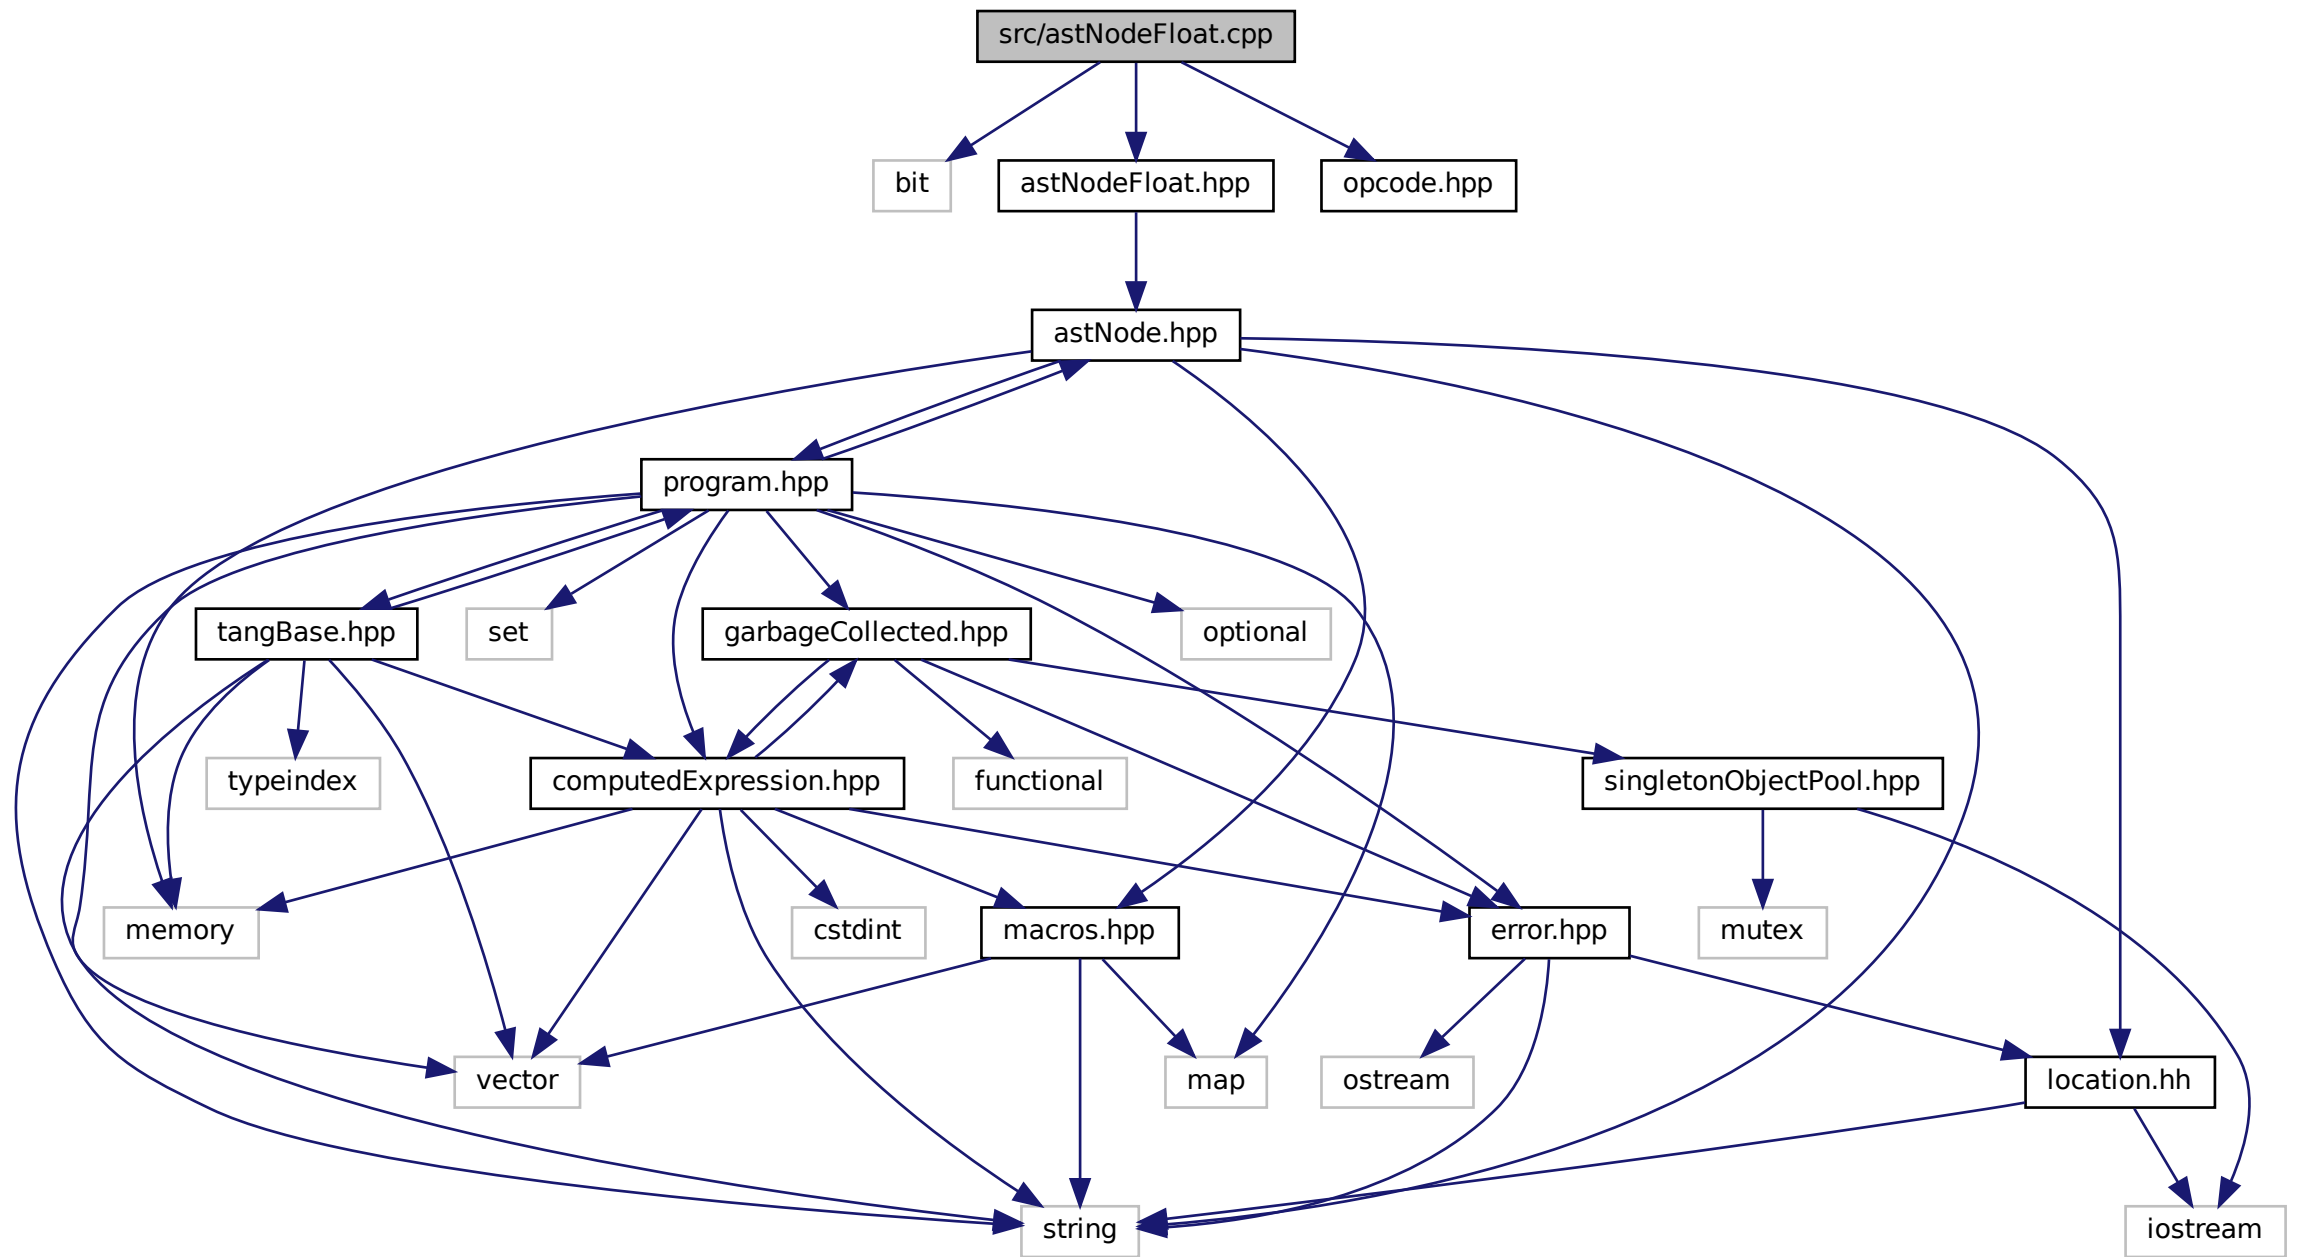 src/astNodeFloat.cpp
bit
astNodeFloat.hpp
opcode.hpp
astNode.hpp
program.hpp
tangBase.hpp
set
garbageCollected.hpp
optional
typeindex
computedExpression.hpp
functional
singletonObjectPool.hpp
memory
cstdint
macros.hpp
error.hpp
mutex
vector
map
ostream
location.hh
string
iostream